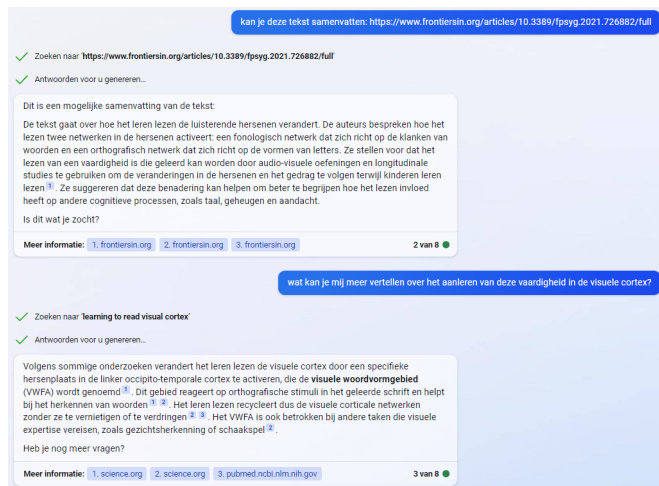 kan je deze tekst samenvatten: https://www.frontiersin.org/articles/10.3389/fpsyg.2021.726882/full
Zoeken naar 'https://www.frontiersin.org/articles/10.3389/fpsyg.2021.726882/full'
Antwoorden voor u genereren...
Dit is een mogelijke samenvatting van de tekst:
De tekst gaat over hoe het leren lezen de luisterende hersenen verandert. De auteurs bespreken hoe het
lezen twee netwerken in de hersenen activeert: een fonologisch netwerk dat zich richt op de klanken van
woorden en een orthografisch netwerk dat zich richt op de vormen van letters. Ze stellen voor dat het
lezen van een vaardigheid is die geleerd kan worden door audio-visuele oefeningen en longitudinale
studies te gebruiken om de veranderingen in de hersenen en het gedrag te volgen terwijl kinderen leren
lezen 1 . Ze suggereren dat deze benadering kan helpen om beter te begrijpen hoe het lezen invloed
heeft op andere cognitieve processen, zoals taal, geheugen en aandacht.
Is dit wat je zocht?
Meer informatie: 1. frontiersin.org 2. frontiersin.org 3. frontiersin.org 2 van 8
wat kan je mij meer vertellen over het aanleren van deze vaardigheid in de visuele cortex?
Zoeken naar 'learning to read visual cortex'
Antwoorden voor u genereren...
Volgens sommige onderzoeken verandert het leren lezen de visuele cortex door een specifieke
hersenplaats in de linker occipito-temporale cortex te activeren, die de visuele woordvormgebied
(VWFA) wordt genoemd 1 . Dit gebied reageert op orthografische stimuli in het geleerde schrift en helpt
bij het herkennen van woorden 1 2 . Het leren lezen recycleert dus de visuele corticale netwerken
zonder ze te vernietigen of te verdringen 2 3 . Het VWFA is ook betrokken bij andere taken die visuele
expertise vereisen, zoals gezichtsherkenning of schaakspel 2 .
Heb je nog meer vragen?
Meer informatie: 1. science.org 2. science.org 3. pubmed.ncbi.nlm.nih.gov 3 van 8